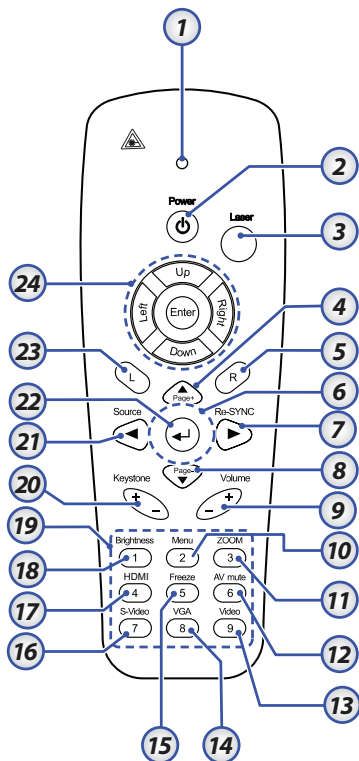 1
Power
2
Laser
3
24
Up
Left
Enter
Right
Down
4
23
L
R
5
22
Page+
6
Source
Re-SYNC
21
7
Page-
8
20
Keystone
+
-
Volume
+
-
9
19
Brightness
Menu
ZOOM
10
18
1
2
3
11
HDMI
Freeze
AV mute
17
4
5
6
12
S-Video
VGA
Video
16
7
8
9
13
15
14